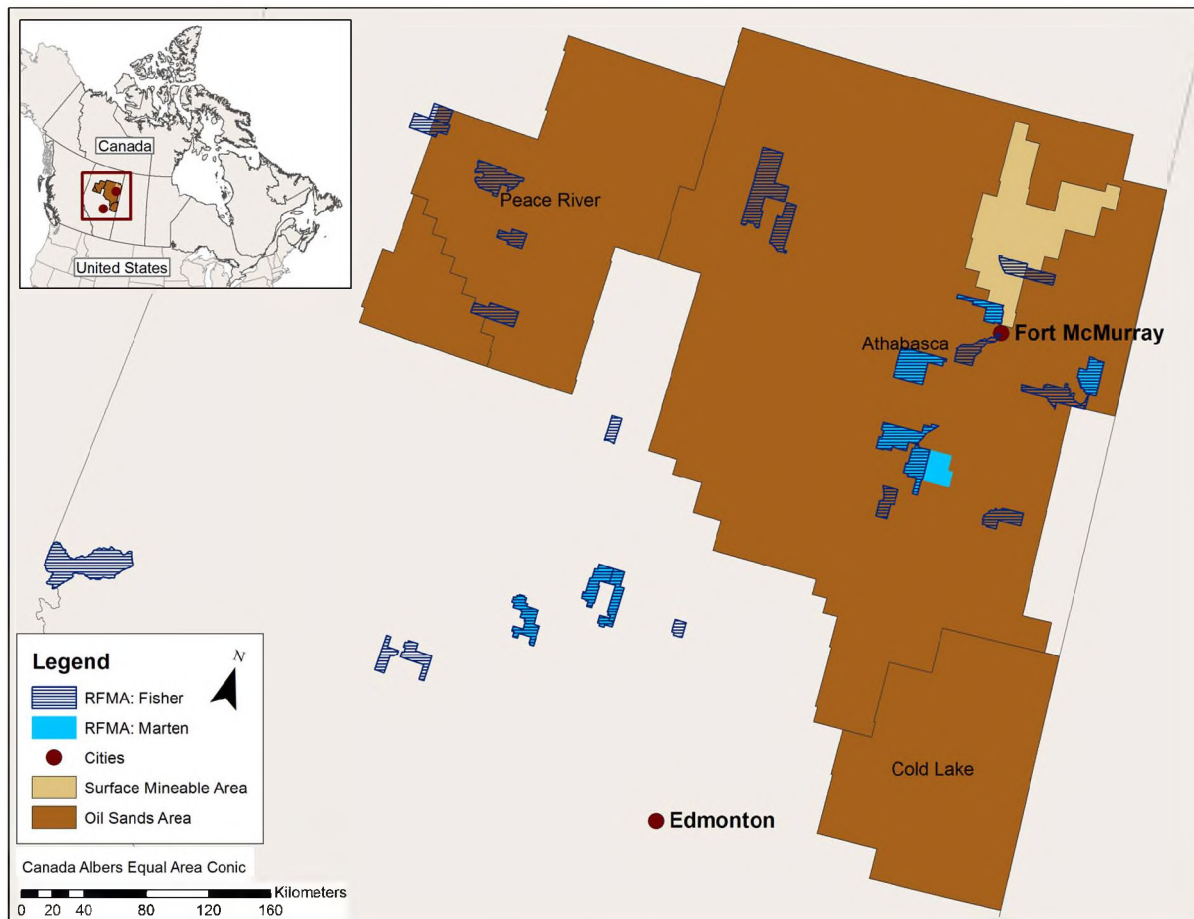 Canada
United States
Peace River
Fort McMurray
Athabasca
Cold Lake
Edmonton
Legend
N
RFMA: Fisher
RFMA: Marten
Cities
Surface Mineable Area
Oil Sands Area
Canada Albers Equal Area Conic
Kilometers
0 20 40 80 120 160